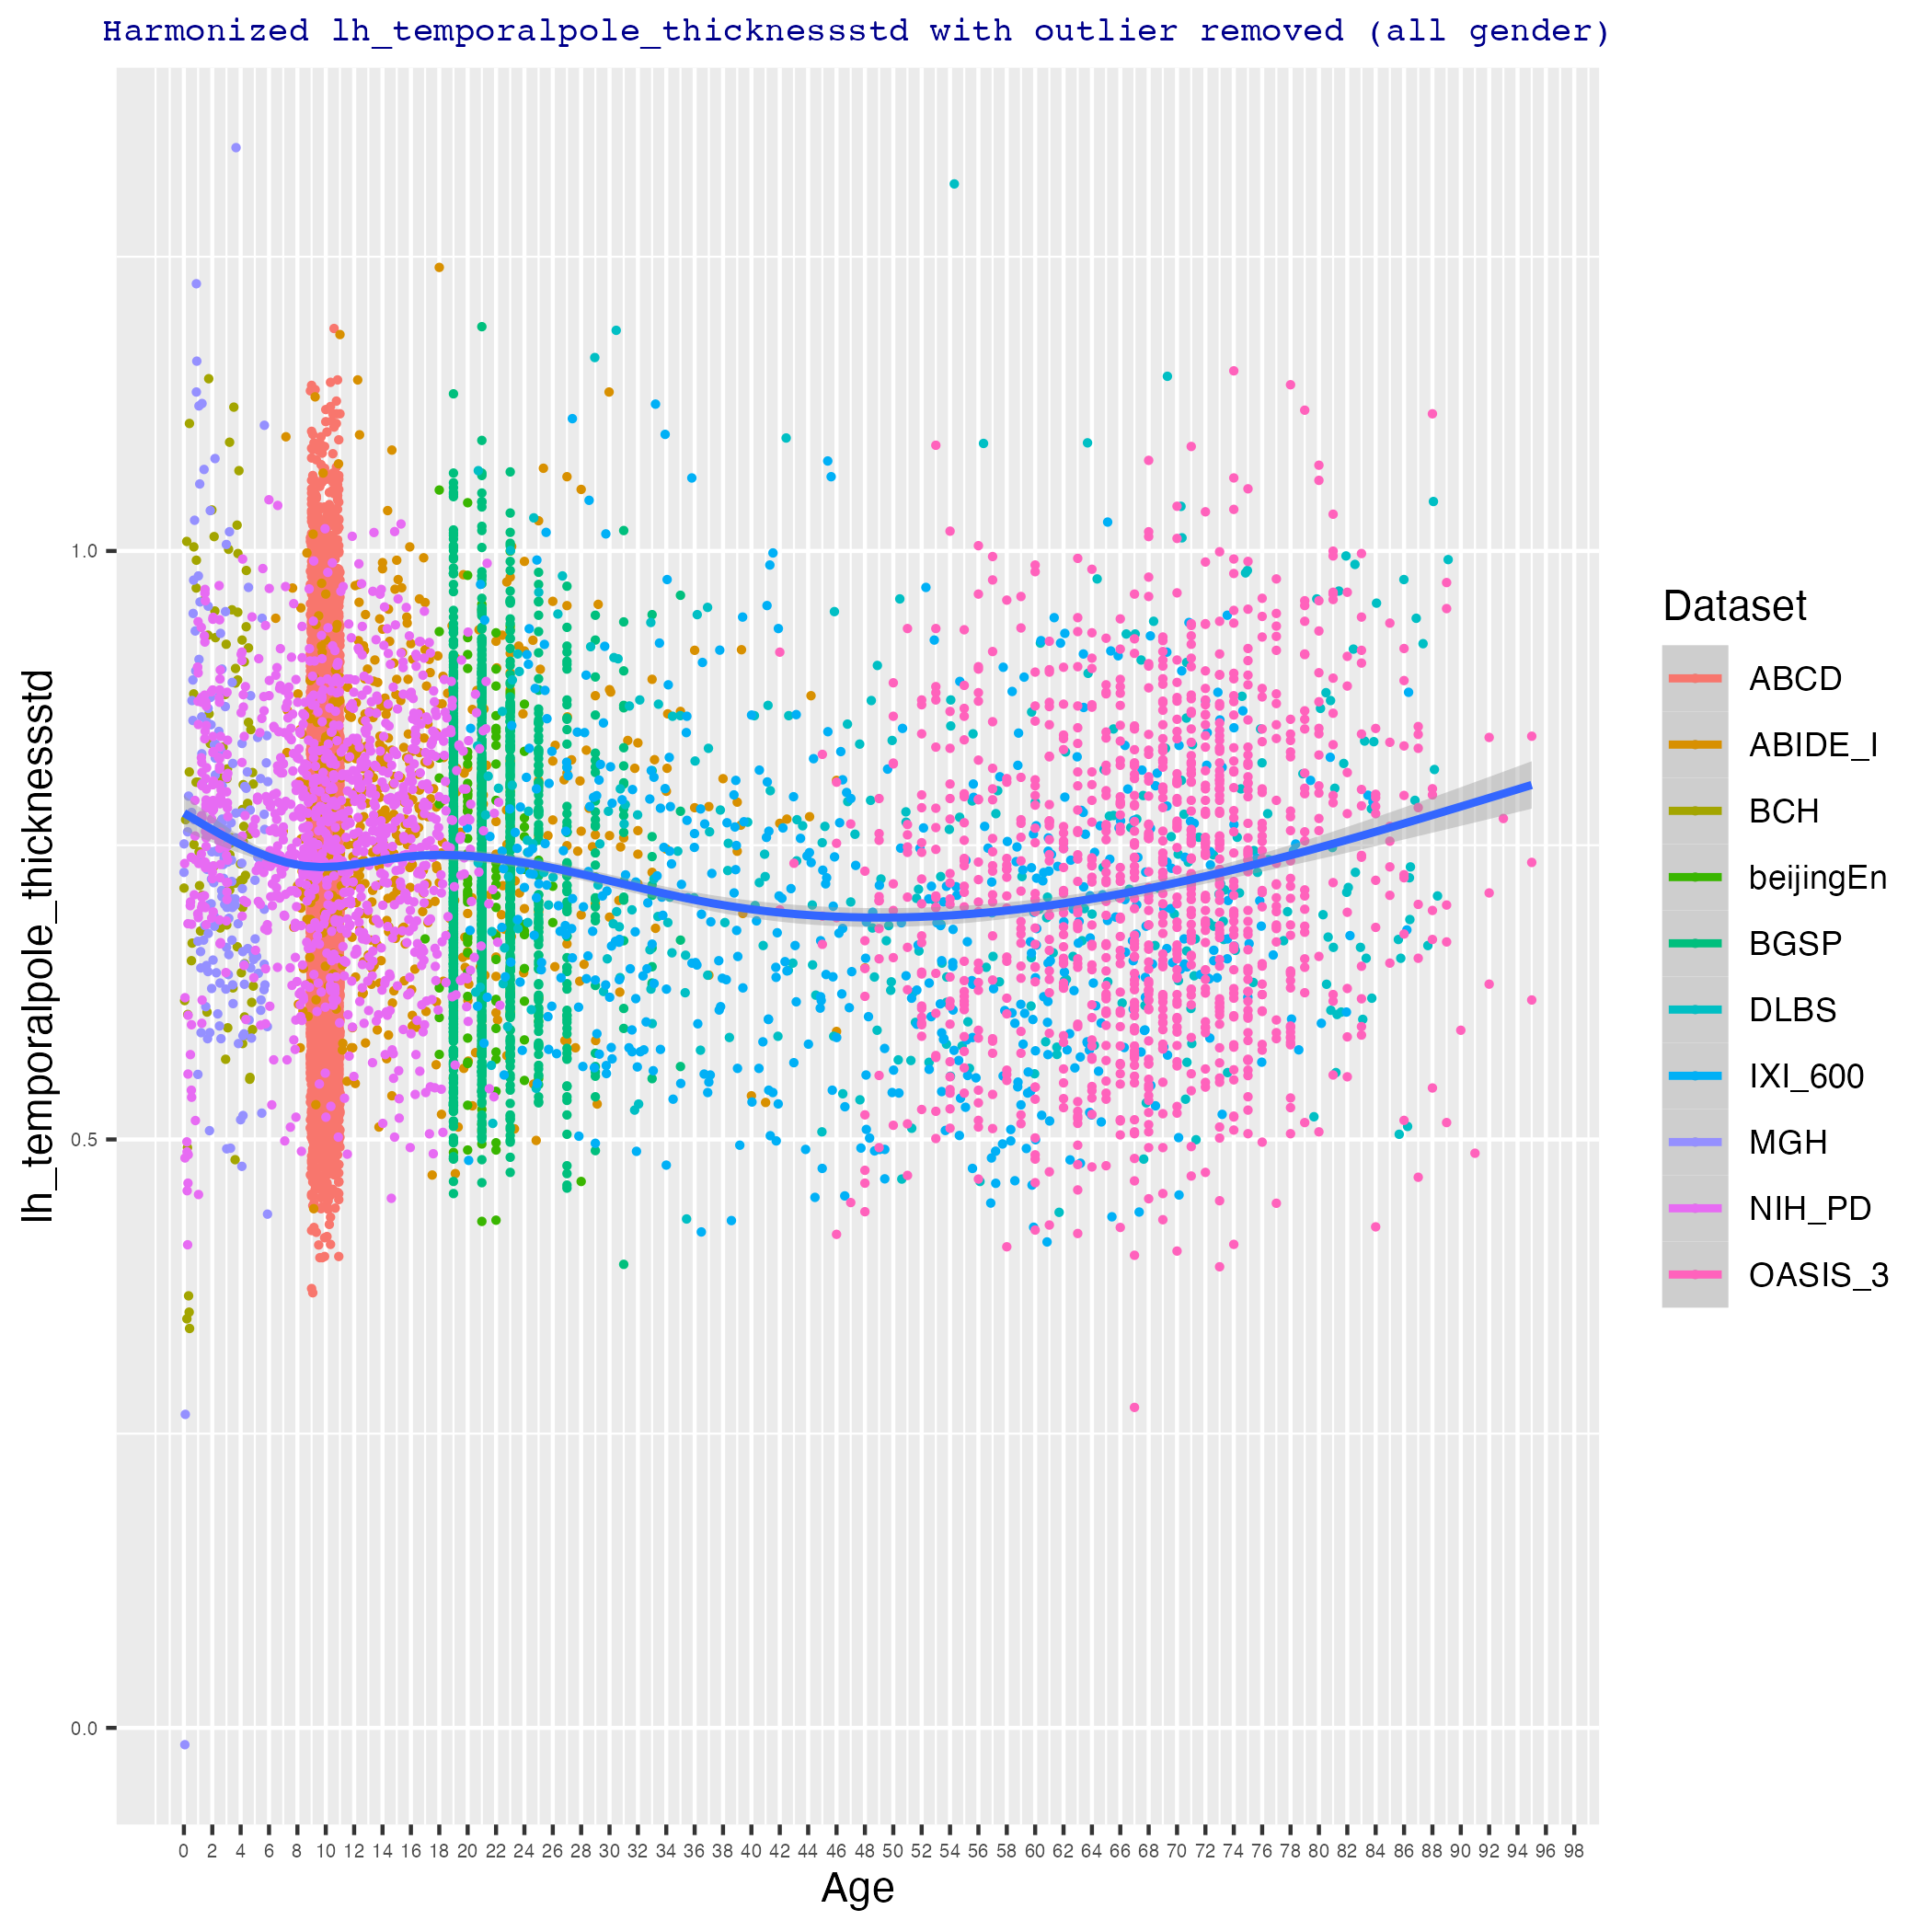 Harmonized lh_temporalpole_thicknessstd with outlier removed (all gender)
lh_temporalpole_thicknessstd
1.0
0.5
0.0
0 2 4 6 8 10 12 14 16 18 20 22 24 26 28 30 32 34 36 38 40 42 44 46 48 50 52 54 56 58 60 62 64 66 68 70 72 74 76 78 80 82 84 86 88 90 92 94 96 98
Age
Dataset
ABCD
ABIDE_I
BCH
beijingEn
BGSP
DLBS
IXI_600
MGH
NIH_PD
OASIS_3